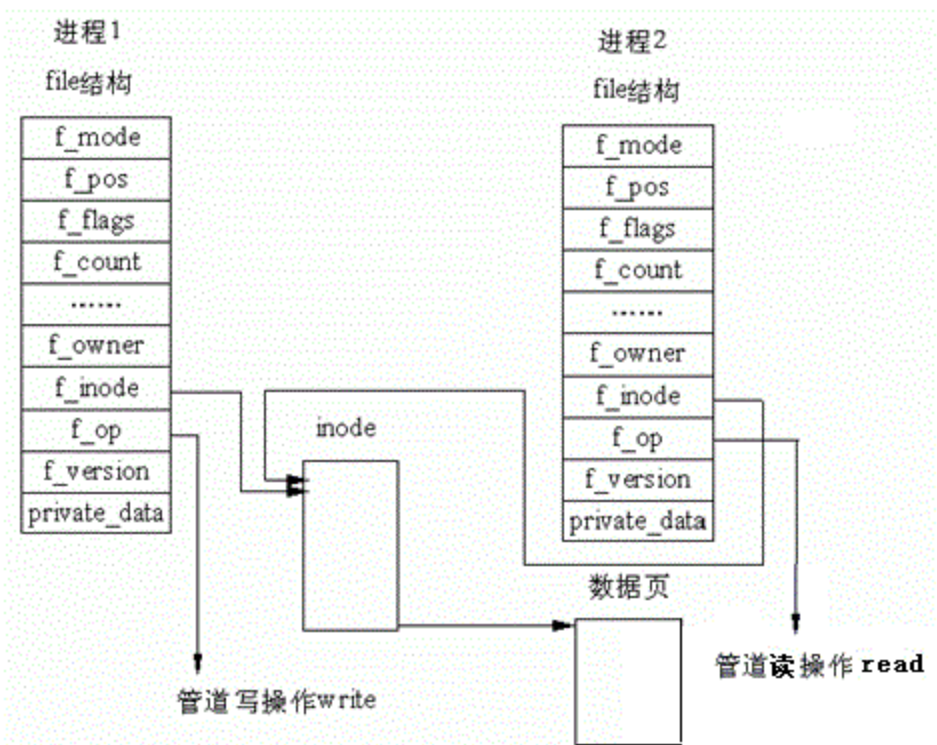 进程1
file结构
f_mode
f_pos
f_flags
f_count
......
f_owner
f_inode
f_op
f_version
private_data
进程2
file结构
f_mode
f_pos
f_flags
f_count
......
f_owner
f_inode
f_op
f_version
private_data
inode
数据页
管道写操作write
管道读操作 read